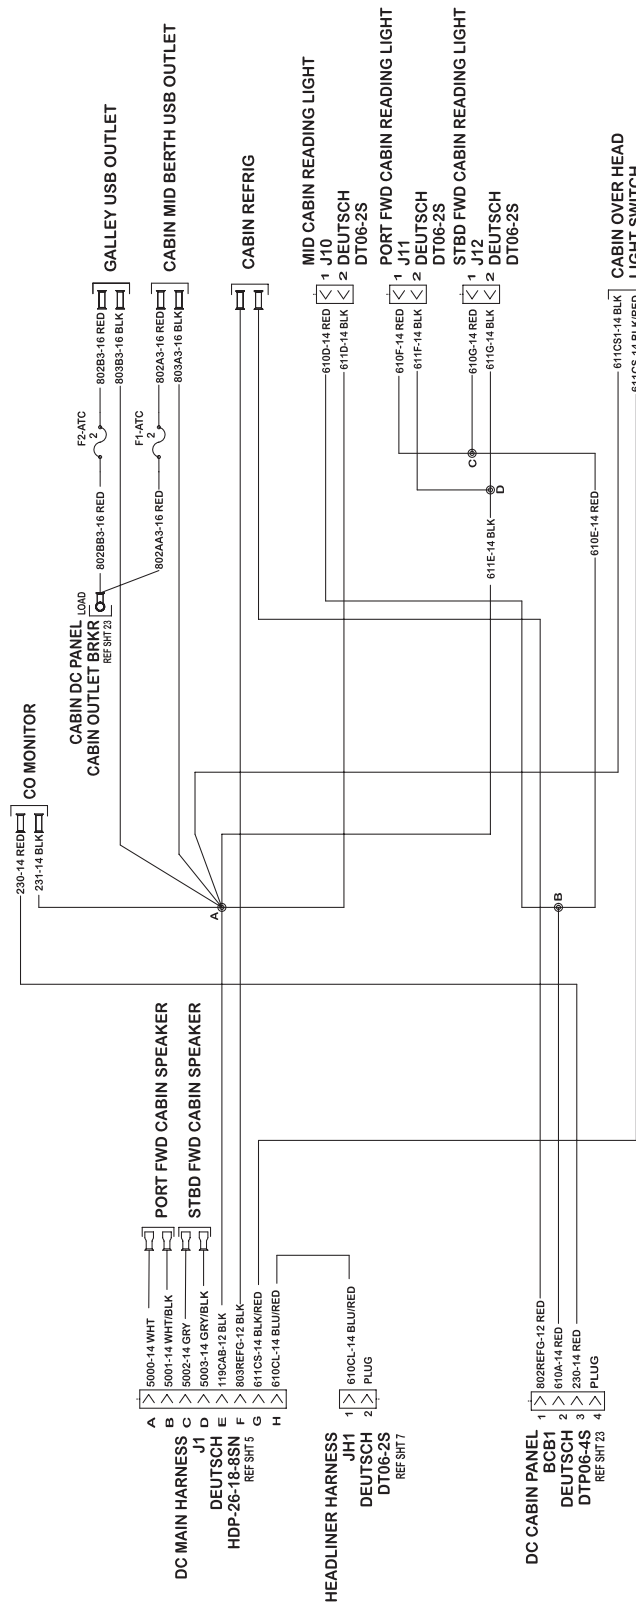 DC MAIN HARNESS
J1
DEUTSCH
HDP-26-18-8SN
REF SHT 5
A
B
C
D
E
F
G
H
5000-14 WHT
5001-14 WHT/BLK
5002-14 GRY
5003-14 GRY/BLK
119CAB-12 BLK
803REFG-12 BLK
611CS-14 BLK/RED
610CL-14 BLU/RED
PORT FWD CABIN SPEAKER
STBD FWD CABIN SPEAKER
HEADLINER HARNESS
JH1
DEUTSCH
DT06-2S
REF SHT 7
1
2
610CL-14 BLU/RED
PLUG
DC CABIN PANEL
BCB1
DEUTSCH
DTP06-4S
REF SHT 23
1
2
3
4
802REFG-12 RED
610A-14 RED
230-14 RED
PLUG
230-14 RED
231-14 BLK
CO MONITOR
A
B
CABIN DC PANEL
CABIN OUTLET BRKR
REF SHT 23
LOAD
802BB3-16 RED
802AA3-16 RED
F2-ATC
2
F1-ATC
2
802B3-16 RED
803B3-16 BLK
802A3-16 RED
803A3-16 BLK
GALLEY USB OUTLET
CABIN MID BERTH USB OUTLET
CABIN REFRIG
610D-14 RED
611D-14 BLK
1
2
MID CABIN READING LIGHT
J10
DEUTSCH
DT06-2S
610F-14 RED
611F-14 BLK
1
2
PORT FWD CABIN READING LIGHT
J11
DEUTSCH
DT06-2S
610G-14 RED
611G-14 BLK
1
2
STBD FWD CABIN READING LIGHT
J12
DEUTSCH
DT06-2S
C
D
611E-14 BLK
610E-14 RED
611CS1-14 BLK
611CS-14 BLK/RED
CABIN OVER HEAD
LIGHT SWITCH